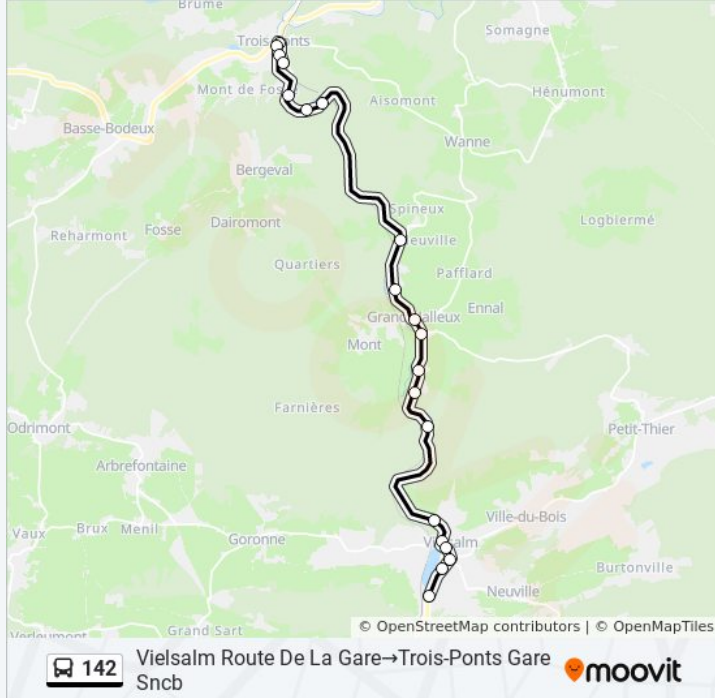 Brume
Somagne
Trois-Ponts
Hénumont
Mont de Fosse
Aisomont
Basse-Bodeux
Wanne
Bergeval
Spineux
Logbiermé
Dairomont
Fosse
Reharmont
Neuville
Quartiers
Pafflard
Ennal
Grand-Halleux
Mont
Farnières
Odrimont
Petit-Thier
Arbrefontaine
Ville-du-Bois
Vaux
Brux
Menil
Goronne
Vielsalm
Burtonville
Neuville
Grand Sart
Verleumont
© OpenStreetMap contributors | © OpenMapTiles
142
Vielsalm Route De La Gare→Trois-Ponts Gare
Sncb
moovit